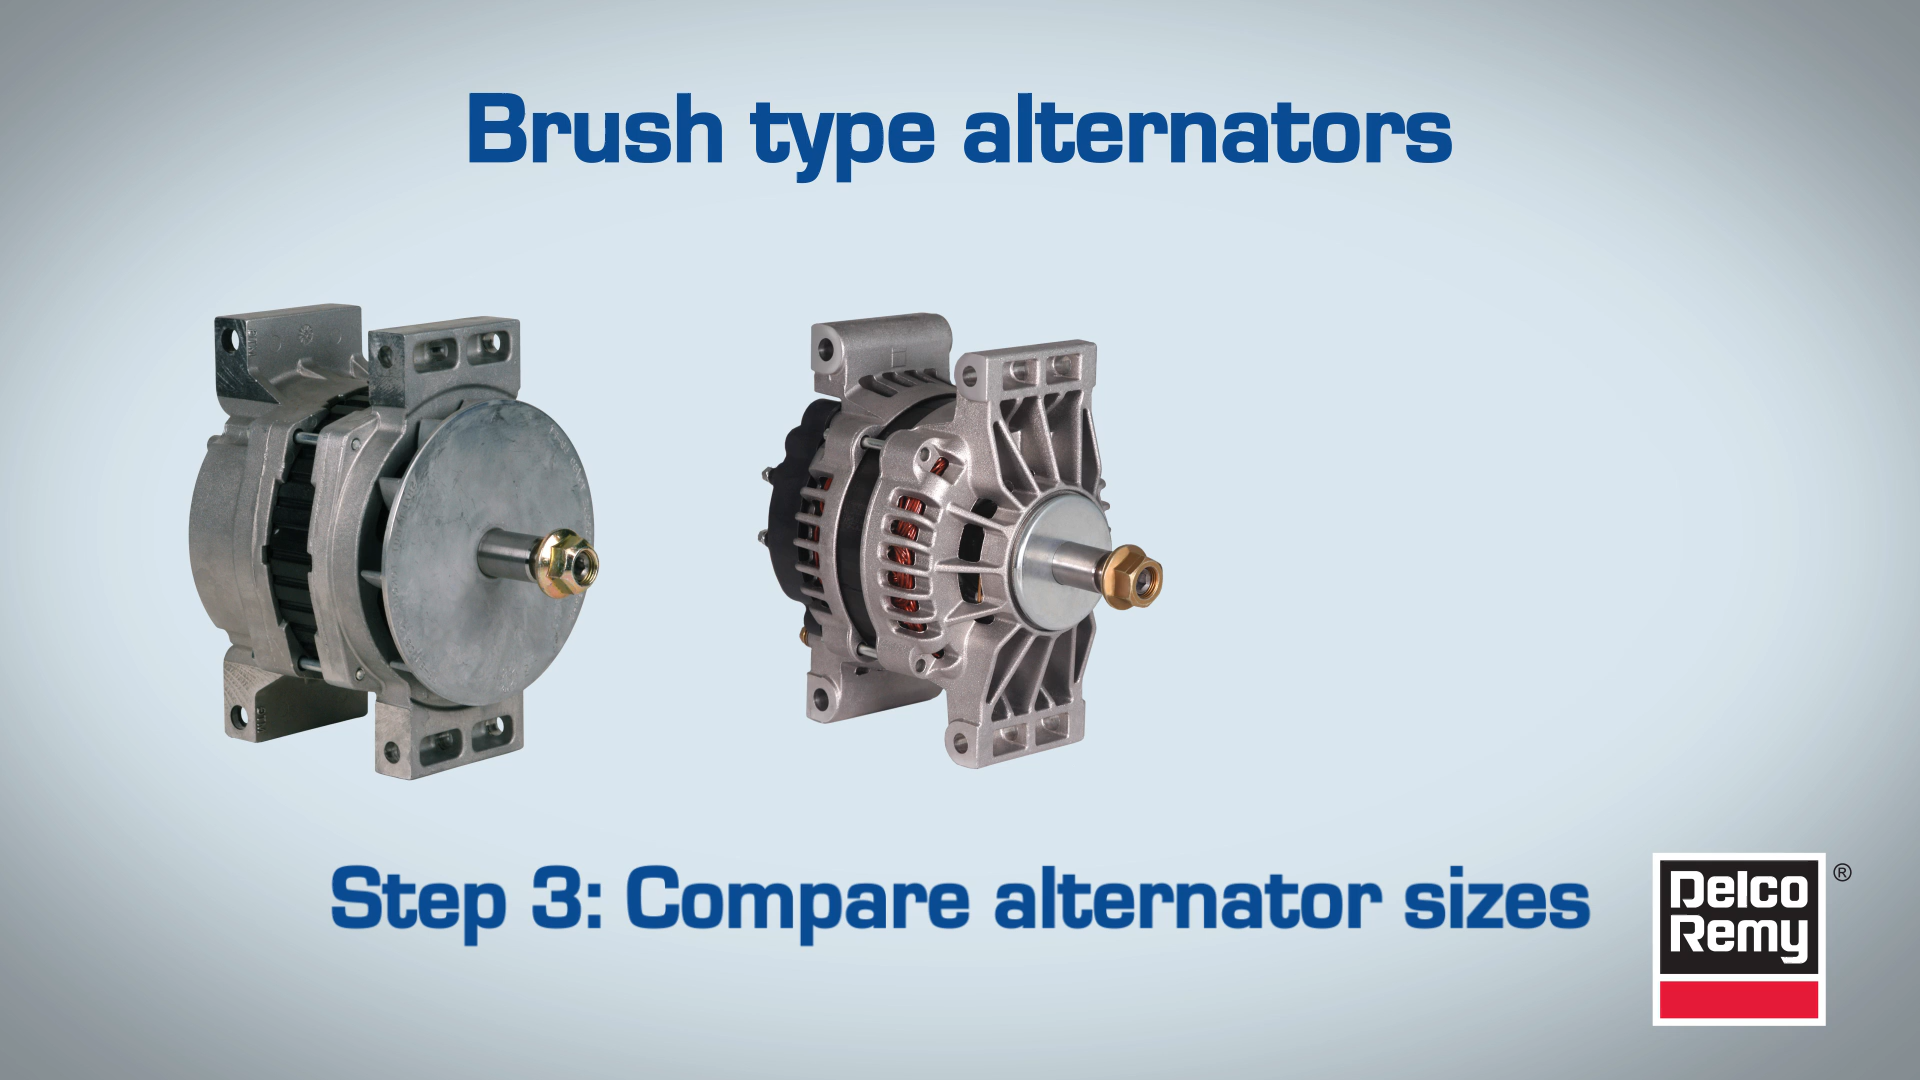 Brush type alternators
Step 3: Compare alternator sizes
Delco
Remy
®